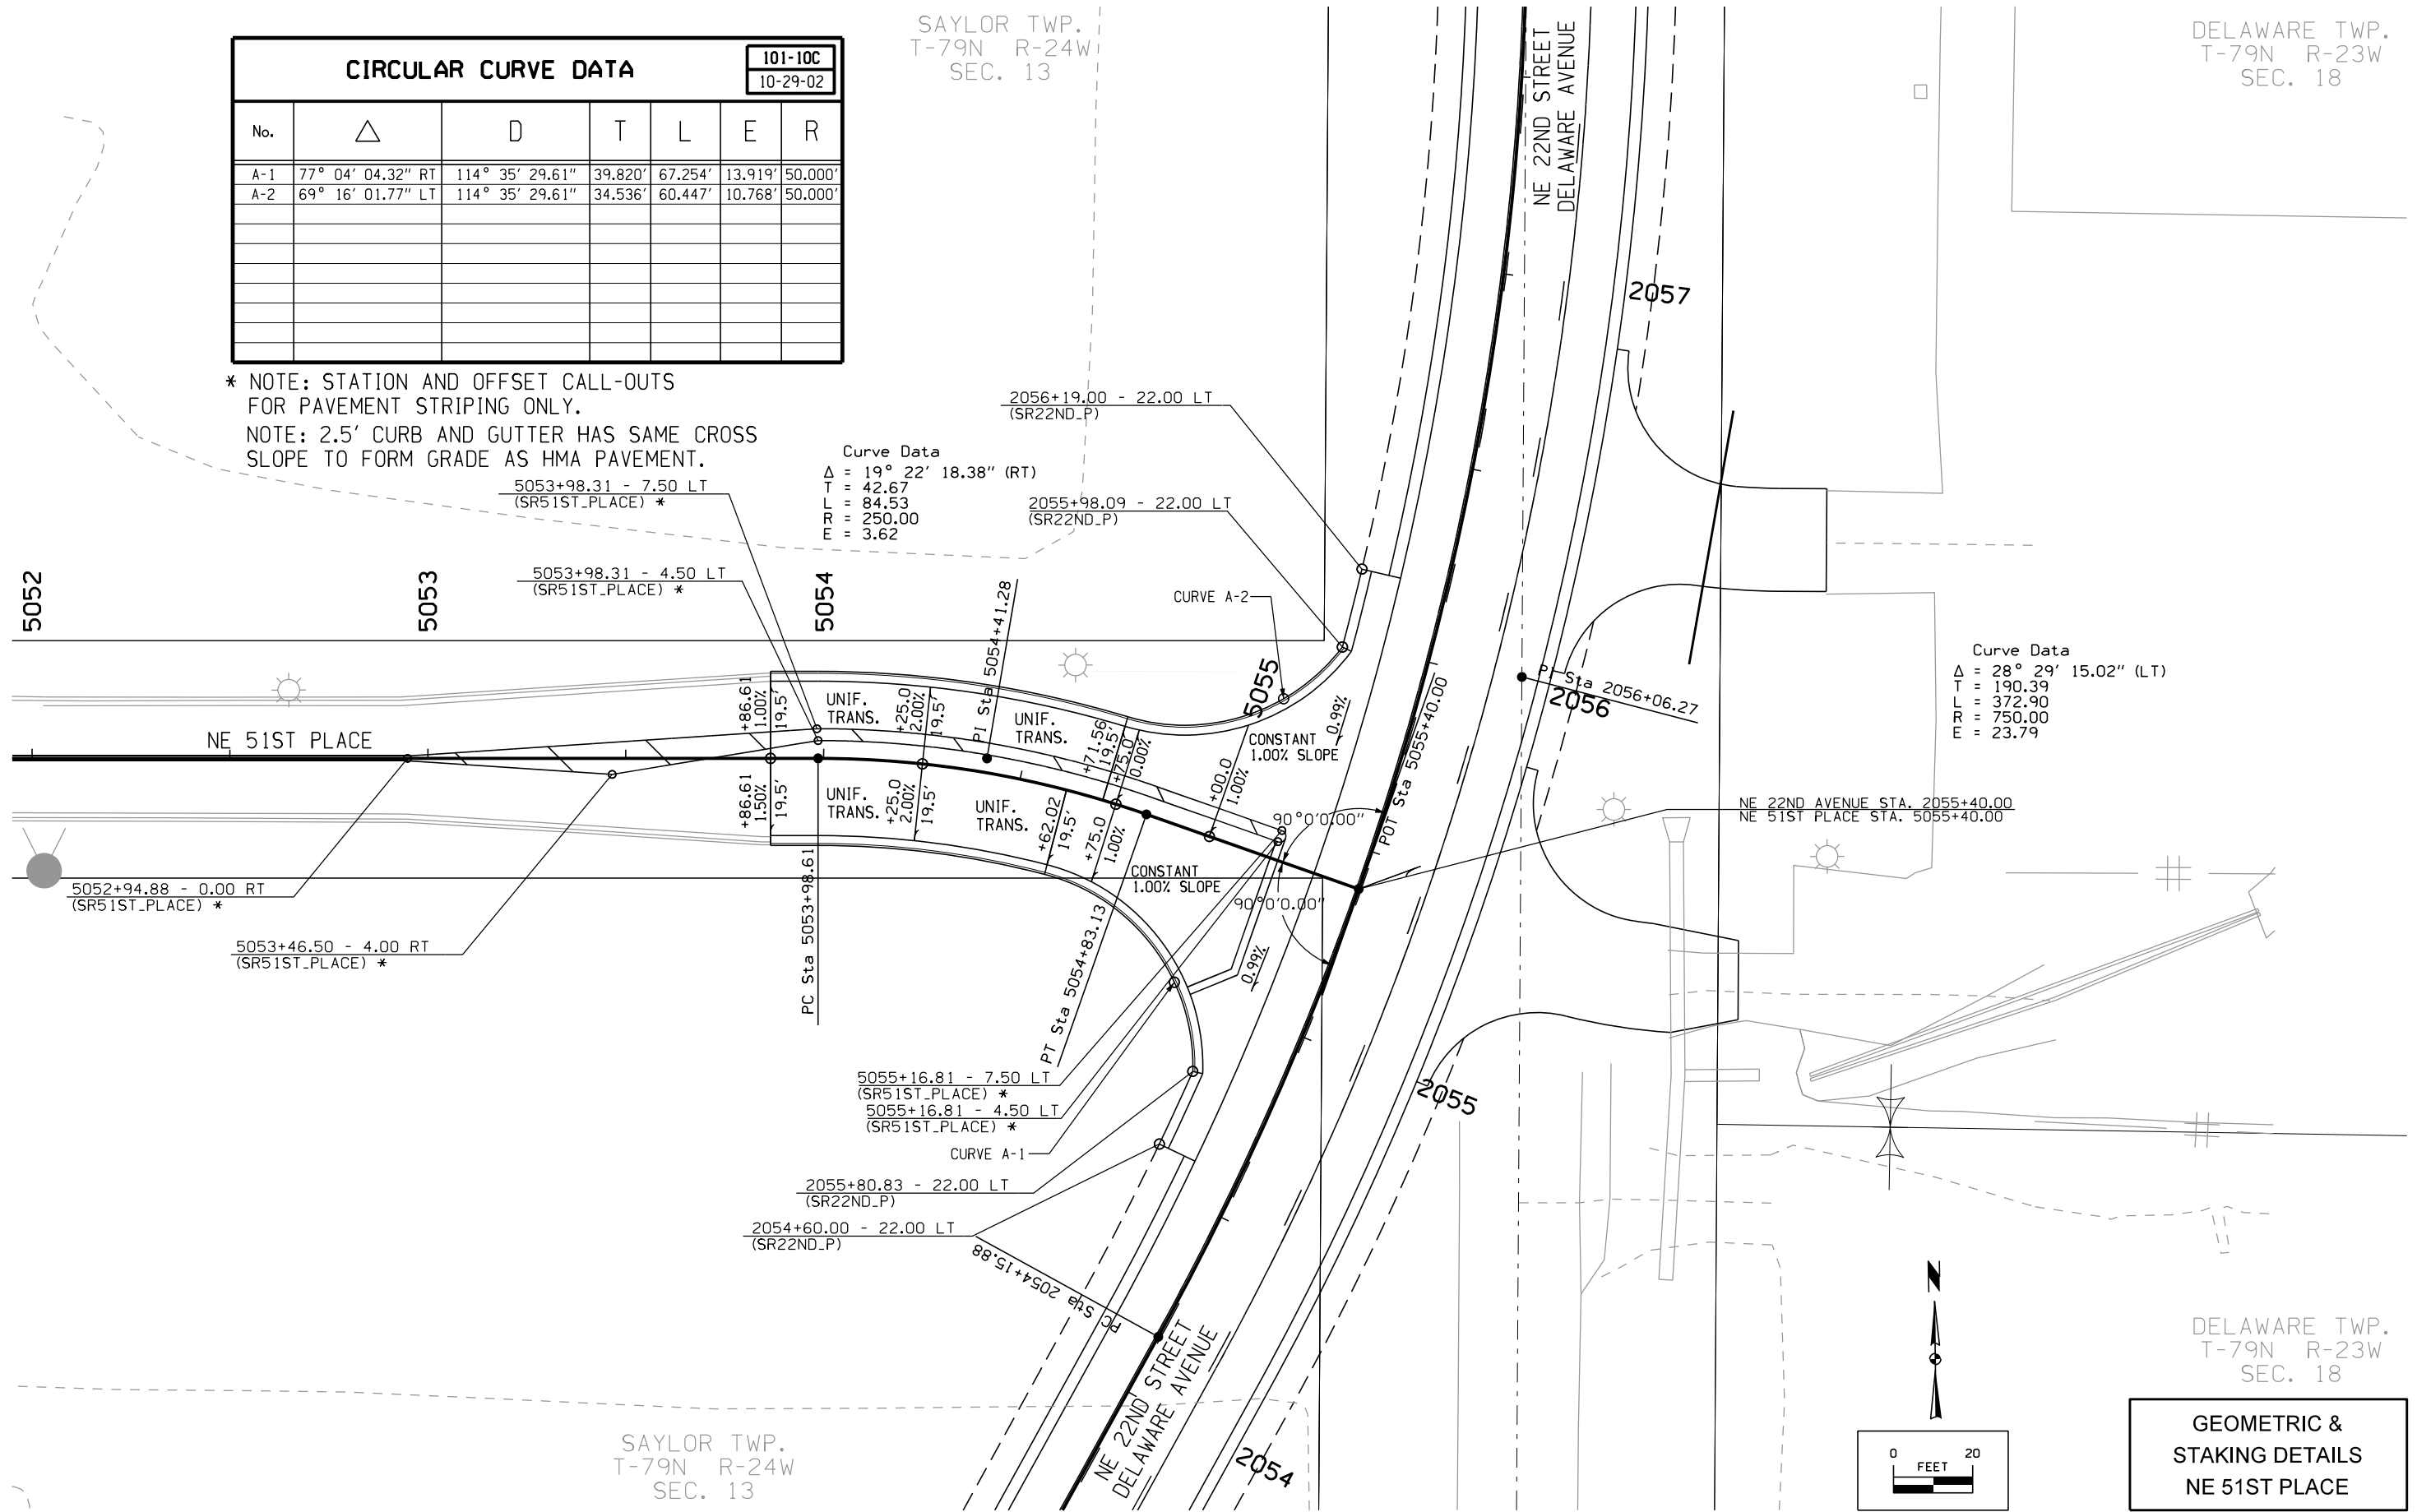 SAYLOR TWP.
T-79N R-24W
SEC. 13
DELAWARE TWP.
T-79N R-23W
SEC. 18
CIRCULAR CURVE DATA
101-10C
10-29-02
No. △ D T L E R
A-1 77° 04' 04.32" RT 114° 35' 29.61" 39.820' 67.254' 13.919' 50.000'
A-2 69° 16' 01.77" LT 114° 35' 29.61" 34.536' 60.447' 10.768' 50.000'
* NOTE: STATION AND OFFSET CALL-OUTS
FOR PAVEMENT STRIPING ONLY.
NOTE: 2.5' CURB AND GUTTER HAS SAME CROSS
SLOPE TO FORM GRADE AS HMA PAVEMENT.
NE 22ND STREET
DELAWARE AVENUE
2057
2056+19.00 - 22.00 LT
(SR22ND_P)
Curve Data
Δ = 19° 22' 18.38" (RT)
T = 42.67
L = 84.53
R = 250.00
E = 3.62
5053+98.31 - 7.50 LT
(SR51ST_PLACE) *
2055+98.09 - 22.00 LT
(SR22ND_P)
5053+98.31 - 4.50 LT
(SR51ST_PLACE) *
5052
5053
5054
CURVE A-2
PI Sta 5054+41.28
5055
PI Sta 2056+06.27
2056
Curve Data
Δ = 28° 29' 15.02" (LT)
T = 190.39
L = 372.90
R = 750.00
E = 23.79
NE 51ST PLACE
+86.61
1.00%
19.5'
UNIF.
TRANS.
+25.0
2.00%
19.5'
UNIF.
TRANS.
+71.56
19.5'
+75.0
0.00%
CONSTANT
1.00% SLOPE
0.99%
+00.0
1.00%
POT Sta 5055+40.00
+86.61
1.50%
19.5'
UNIF.
TRANS.
+25.0
2.00%
19.5'
UNIF.
TRANS.
+62.02
19.5'
+75.0
1.00%
CONSTANT
1.00% SLOPE
90°0'0.00"
90°0'0.00"
0.99%
NE 22ND AVENUE STA. 2055+40.00
NE 51ST PLACE STA. 5055+40.00
5052+94.88 - 0.00 RT
(SR51ST_PLACE) *
5053+46.50 - 4.00 RT
(SR51ST_PLACE) *
PC Sta 5053+98.61
PT Sta 5054+83.13
5055+16.81 - 7.50 LT
(SR51ST_PLACE) *
5055+16.81 - 4.50 LT
(SR51ST_PLACE) *
CURVE A-1
2055
2055+80.83 - 22.00 LT
(SR22ND_P)
2054+60.00 - 22.00 LT
(SR22ND_P)
PC Sta 2054+15.88
NE 22ND STREET
DELAWARE AVENUE
2054
SAYLOR TWP.
T-79N R-24W
SEC. 13
N
0 20
FEET
DELAWARE TWP.
T-79N R-23W
SEC. 18
GEOMETRIC &
STAKING DETAILS
NE 51ST PLACE